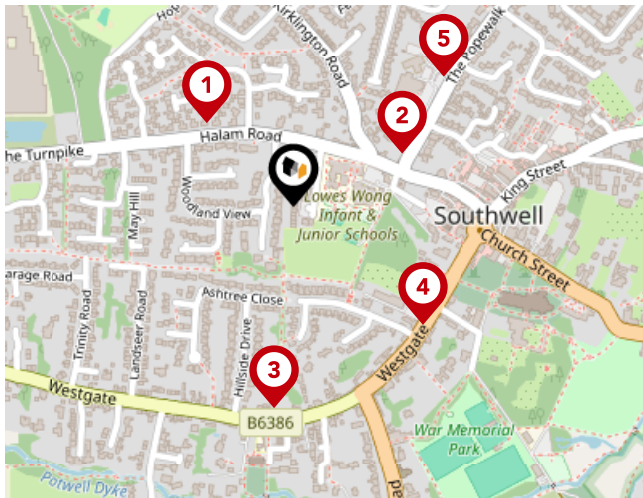 Kirklington Road
5
The Ropewalk
1
2
Halam Road
The Turnpike
King Street
Woodland View
May Hill
Lowes Wong
Infant &
Junior Schools
Southwell
Church Street
arage Road
Ashtree Close
4
Trinity Road
Landseer Road
Hillside Drive
3
Westgate
Westgate
B6386
War Memorial
Park
Potwell Dyke